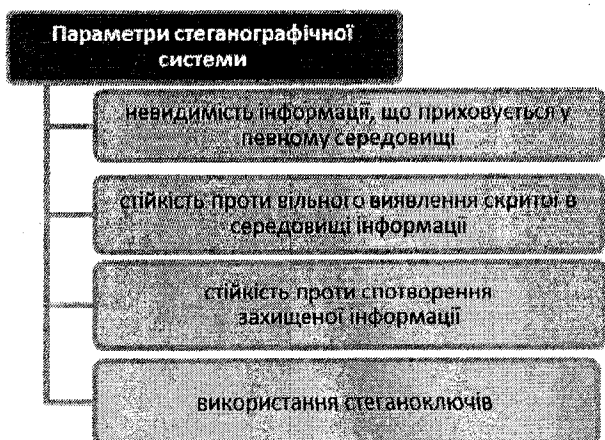 Параметри стеганографічної
системи
невидимість інформації, що приховується у
певному середовищі
стійкість проти вільного виявлення скритої в
середовищі інформації
стійкість проти спотворення
захищеної інформації
використання стеганоключів